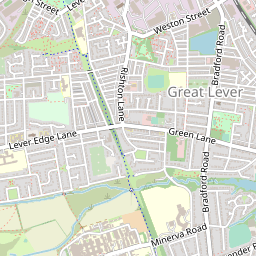 Weston Street
Bradford Road
Rishton Lane
Great Lever
Lever Edge Lane
Green Lane
Bradford Road
Minerva Road